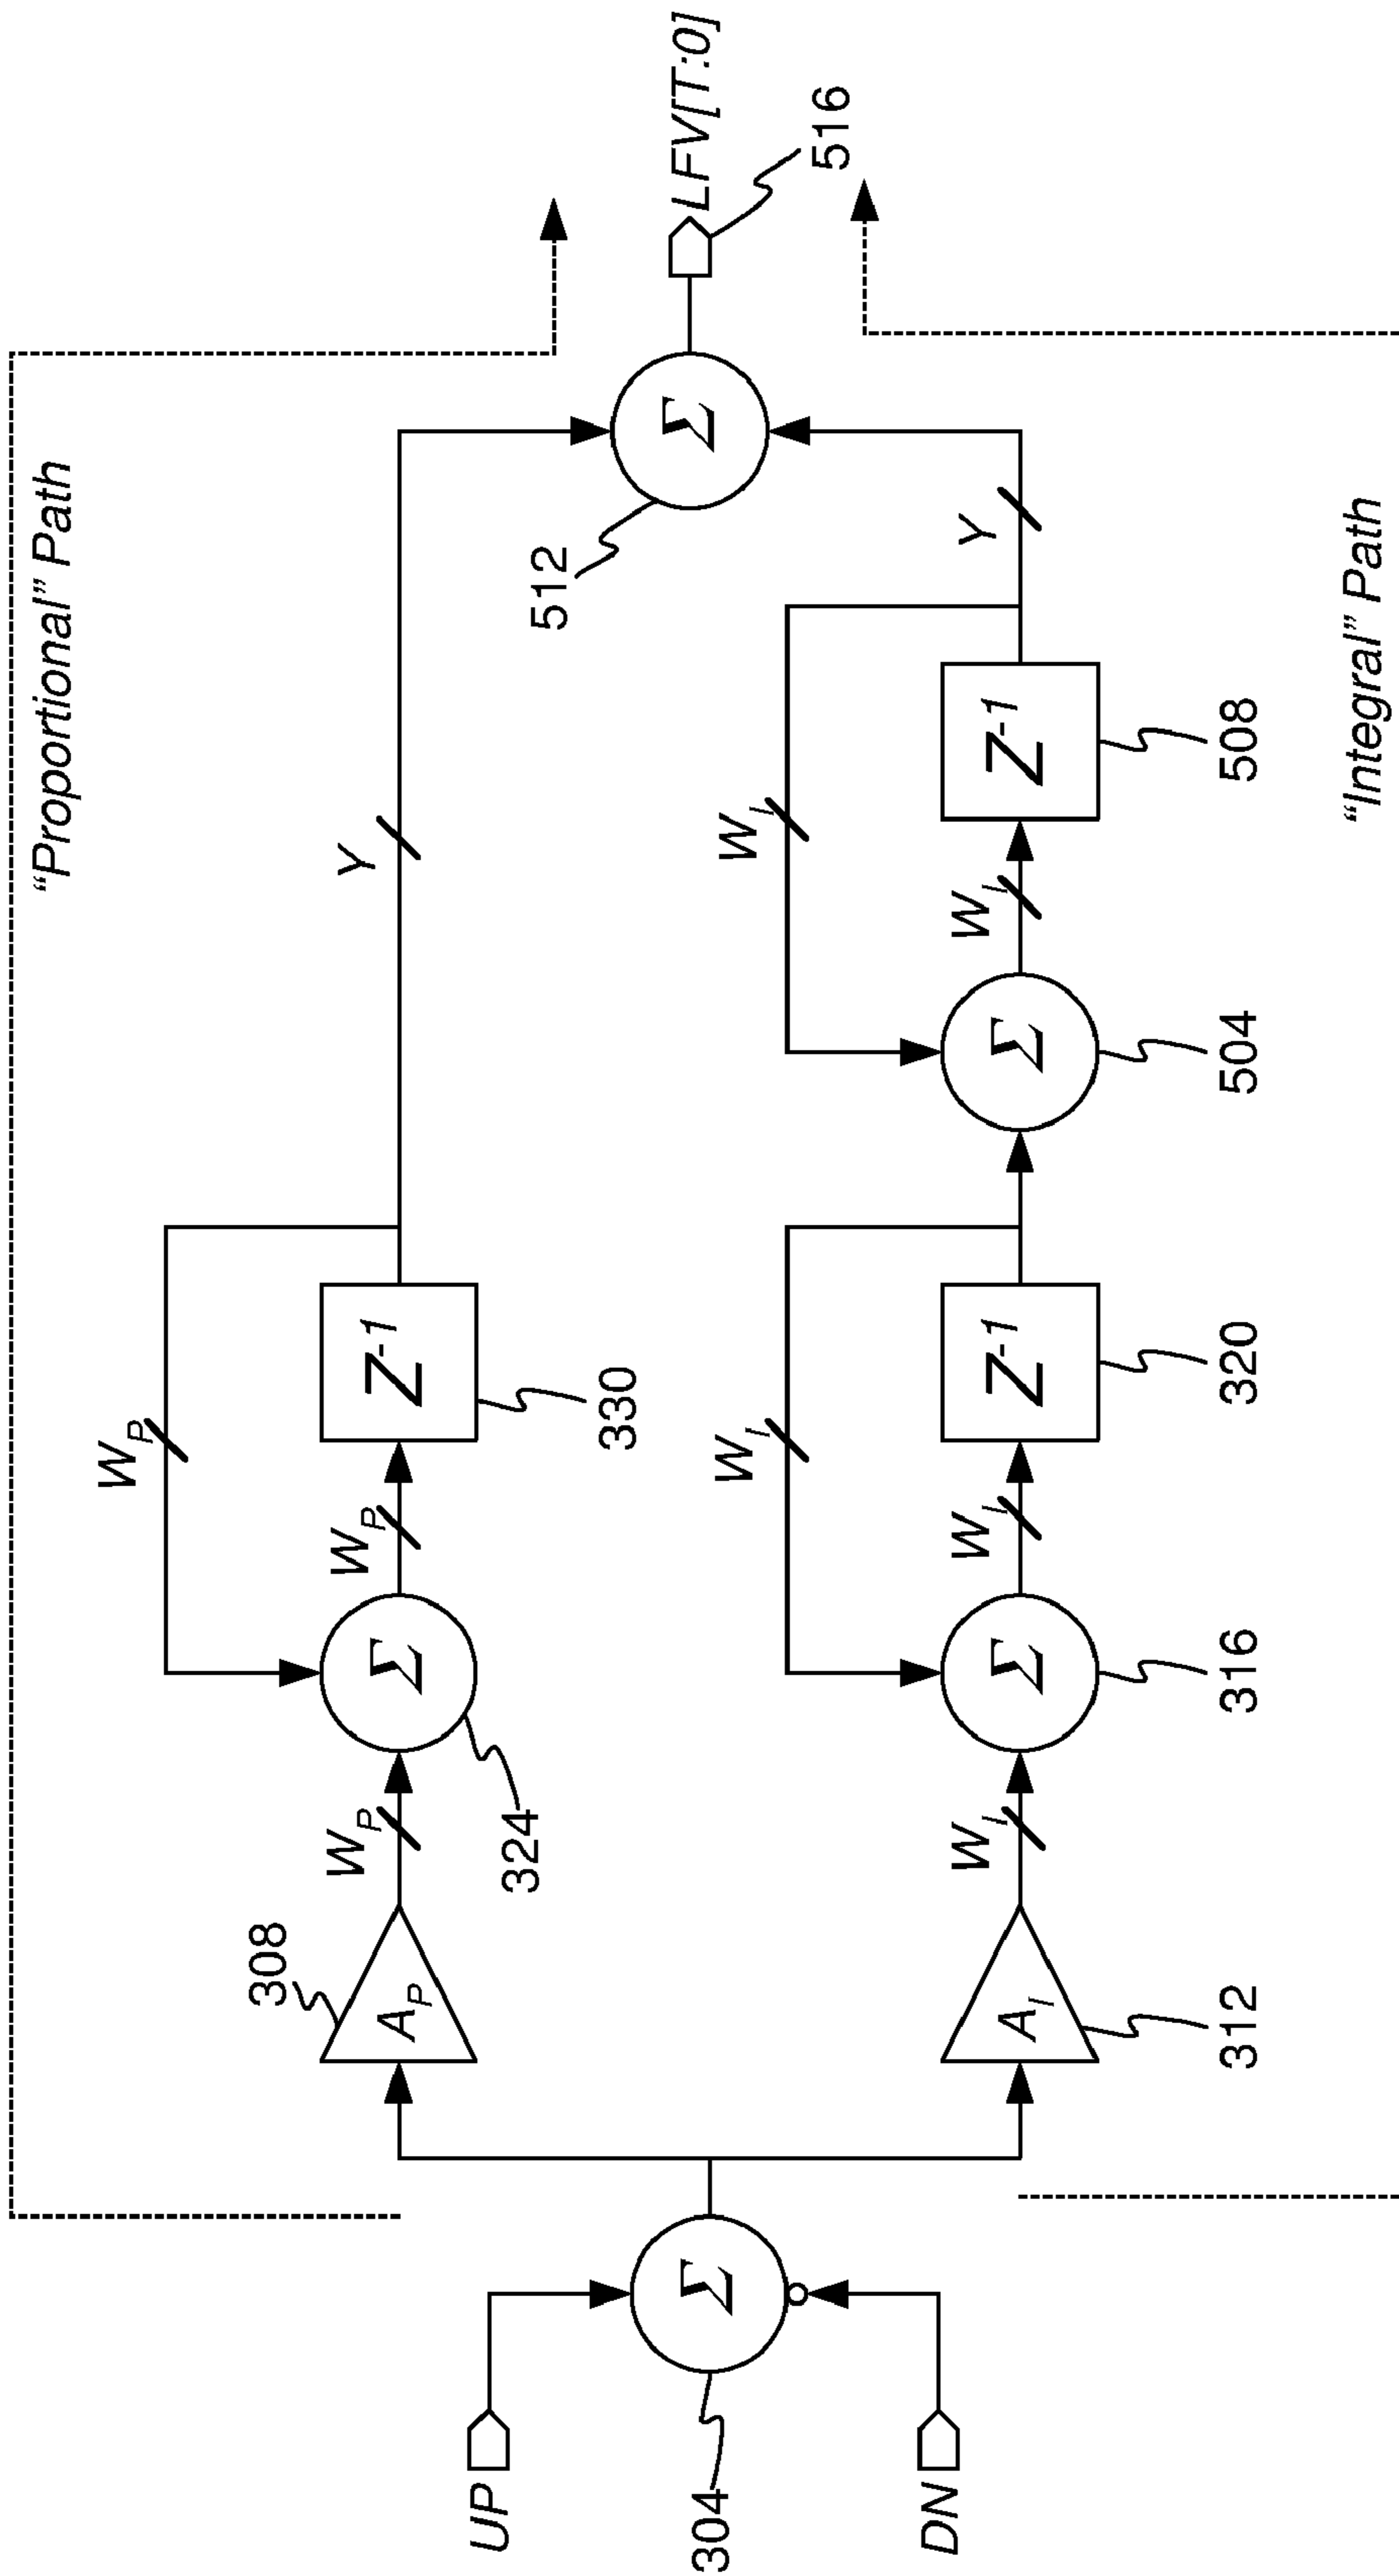 “Proportional” Path
W_P
308
A_P
W_P
324
Σ
W_P
330
Z⁻¹
Y
UP
304
Σ
DN
512
Σ
LFV[T:0]
516
W_I
W_I
A_I
312
W_I
Σ
316
W_I
Z⁻¹
320
Σ
504
W_I
Z⁻¹
508
Y
“Integral” Path